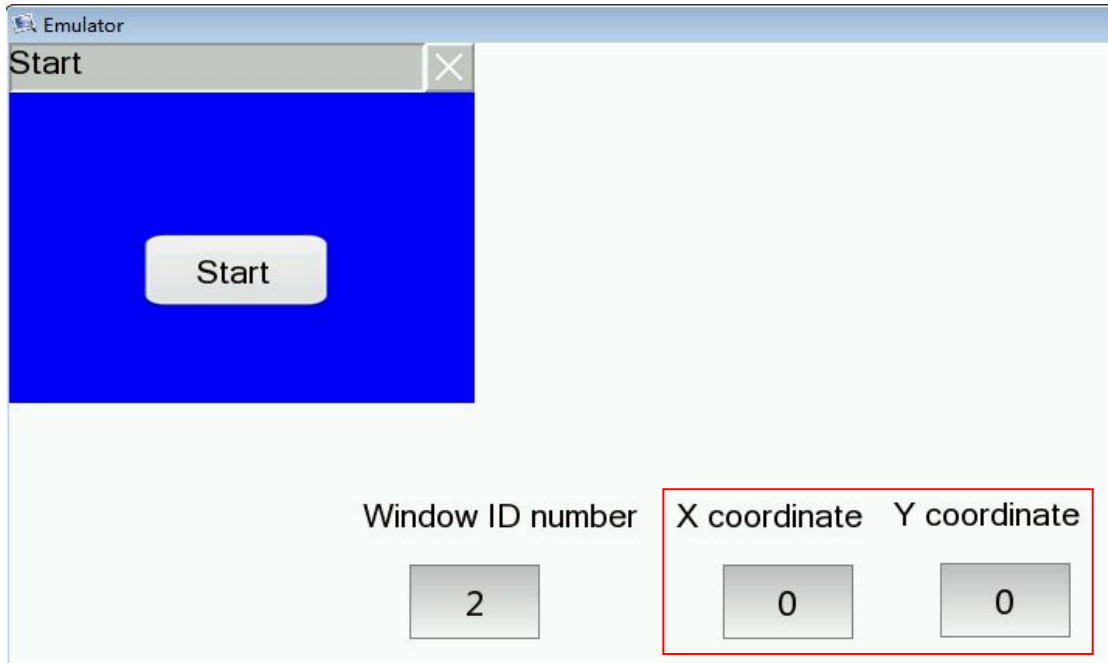 Emulator
Start
Start
Window ID number X coordinate Y coordinate
2 0 0